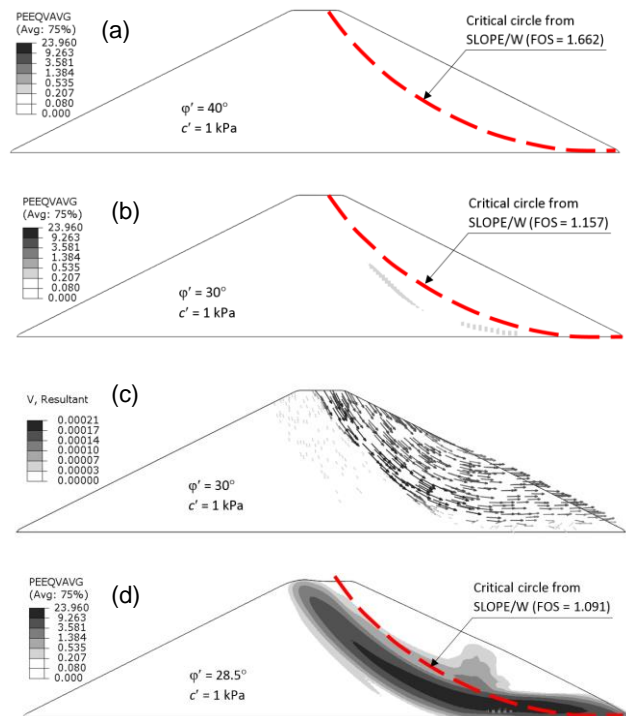 PEEQVAVG
(Avg: 75%)
23.960
9.263
3.581
1.384
0.535
0.207
0.080
0.000
(a)
Critical circle from
SLOPE/W (FOS = 1.662)
φ' = 40°
c' = 1 kPa
PEEQVAVG
(Avg: 75%)
23.960
9.263
3.581
1.384
0.535
0.207
0.080
0.000
(b)
Critical circle from
SLOPE/W (FOS = 1.157)
φ' = 30°
c' = 1 kPa
V, Resultant
0.00021
0.00017
0.00014
0.00010
0.00007
0.00003
0.00000
(c)
φ' = 30°
c' = 1 kPa
PEEQVAVG
(Avg: 75%)
23.960
9.263
3.581
1.384
0.535
0.207
0.080
0.000
(d)
Critical circle from
SLOPE/W (FOS = 1.091)
φ' = 28.5°
c' = 1 kPa